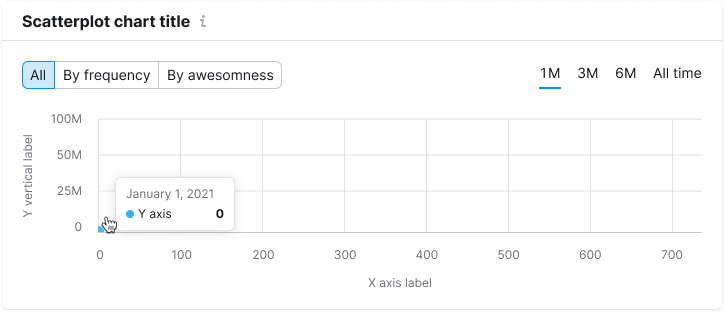 Scatterplot chart title
All By frequency By awesomness 1M 3M 6M All time
Y vertical label
100M
50M
25M
0
January 1, 2021
Y axis 0
0 100 200 300 400 500 600 700
X axis label